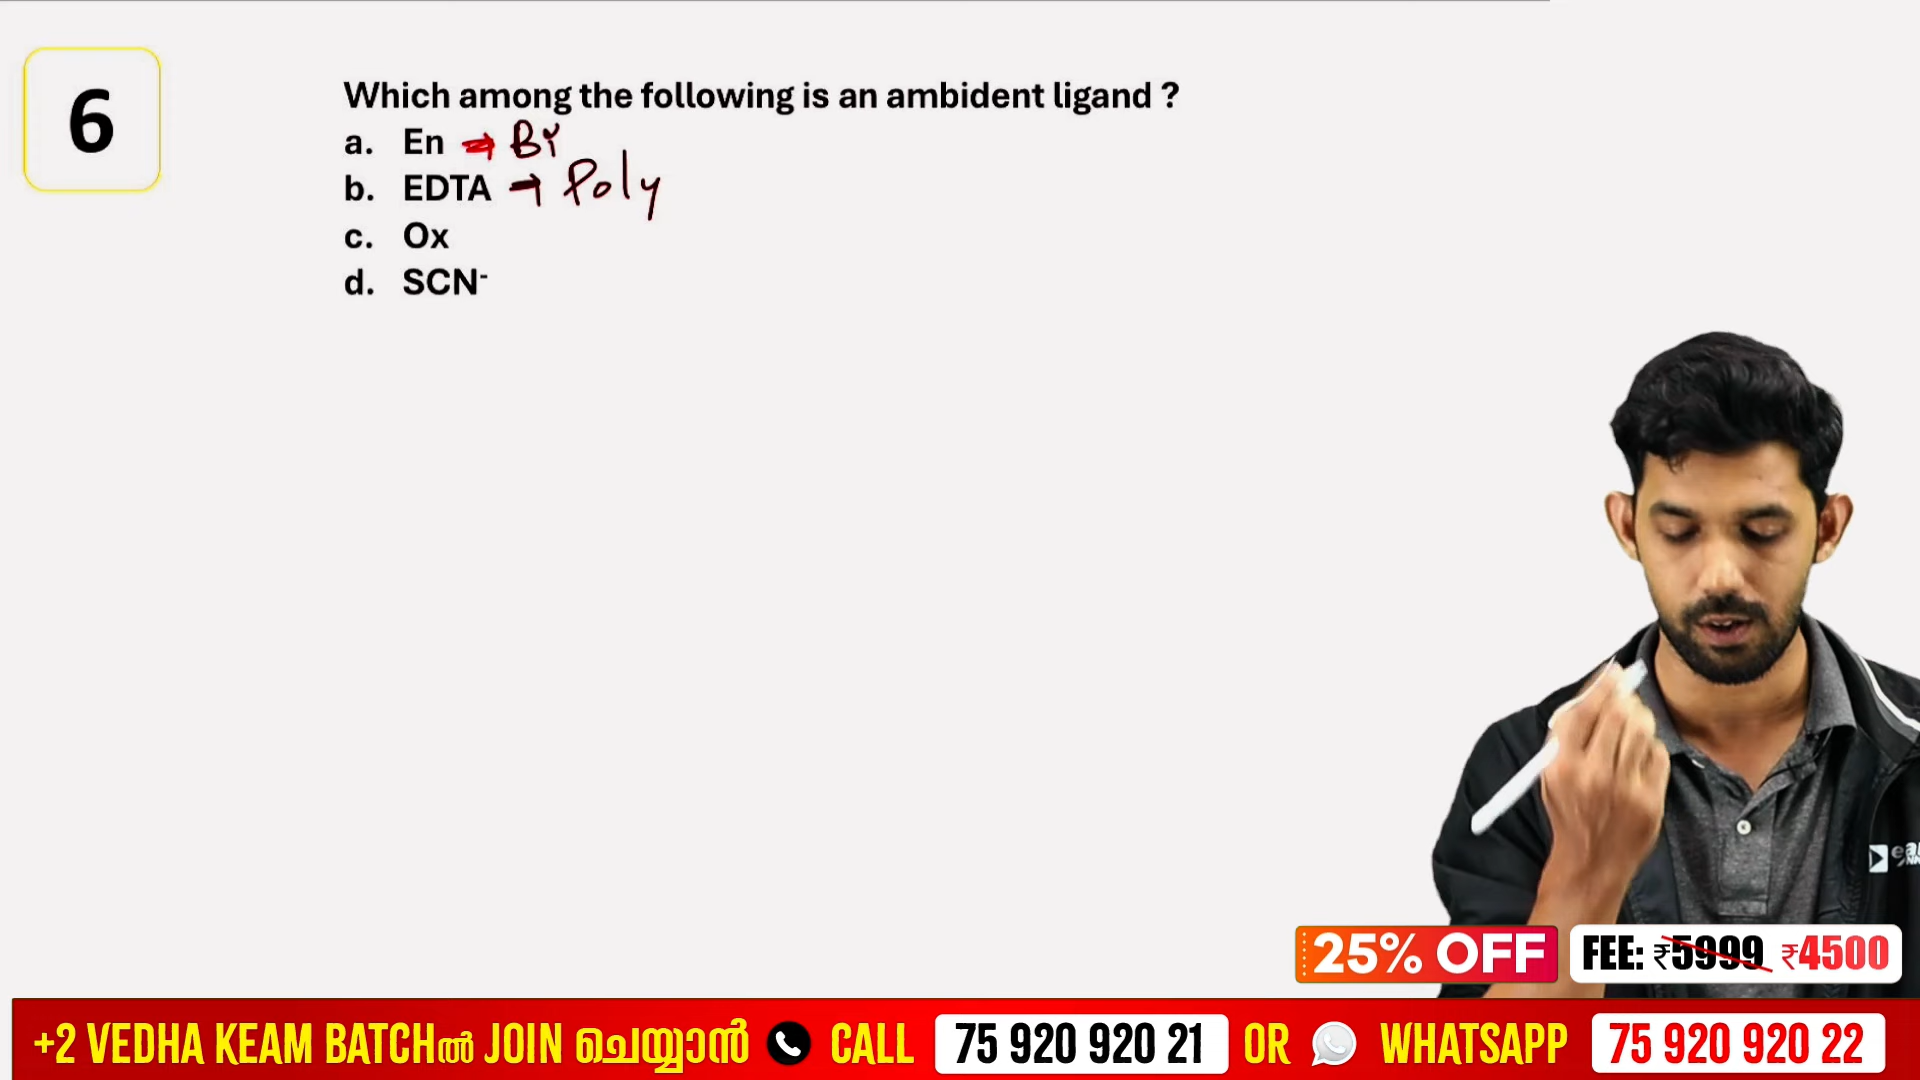 6
Which among the following is an ambident ligand ?
a. En → Bi
b. EDTA → Poly
c. Ox
d. SCN⁻
25% OFF FEE: ₹5999 ₹4500
+2 VEDHA KEAM BATCHൽ JOIN ചെയ്യാൻ CALL 75 920 920 21 OR WHATSAPP 75 920 920 22